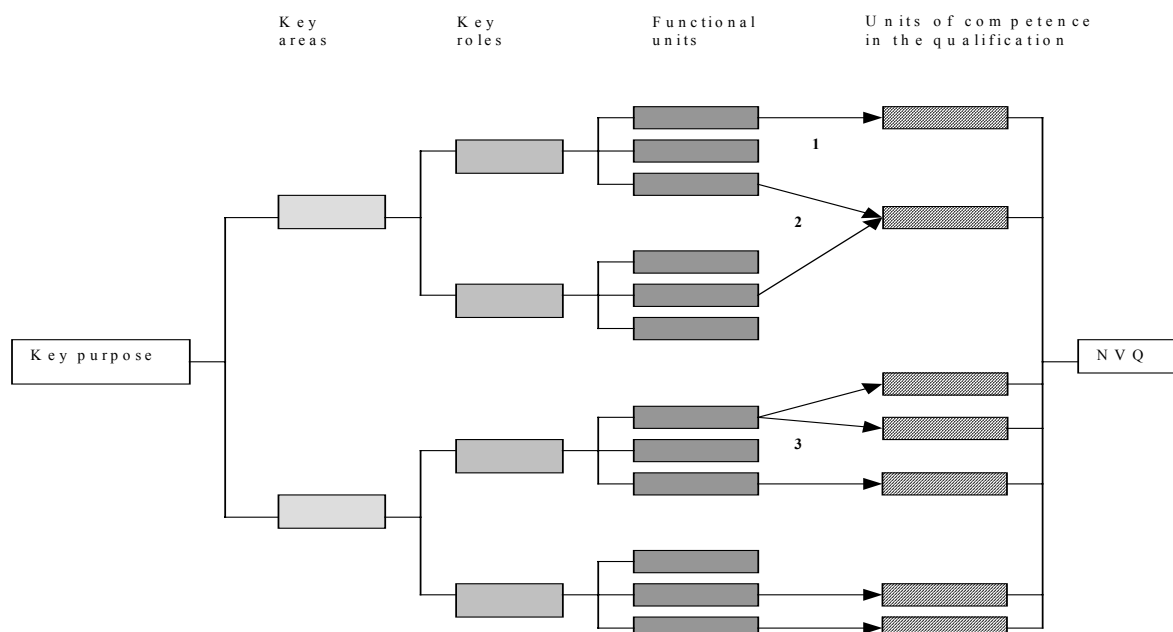 Key
areas
Key
roles
Functional
units
Units of competence
in the qualification
1
2
Key purpose
NVQ
3